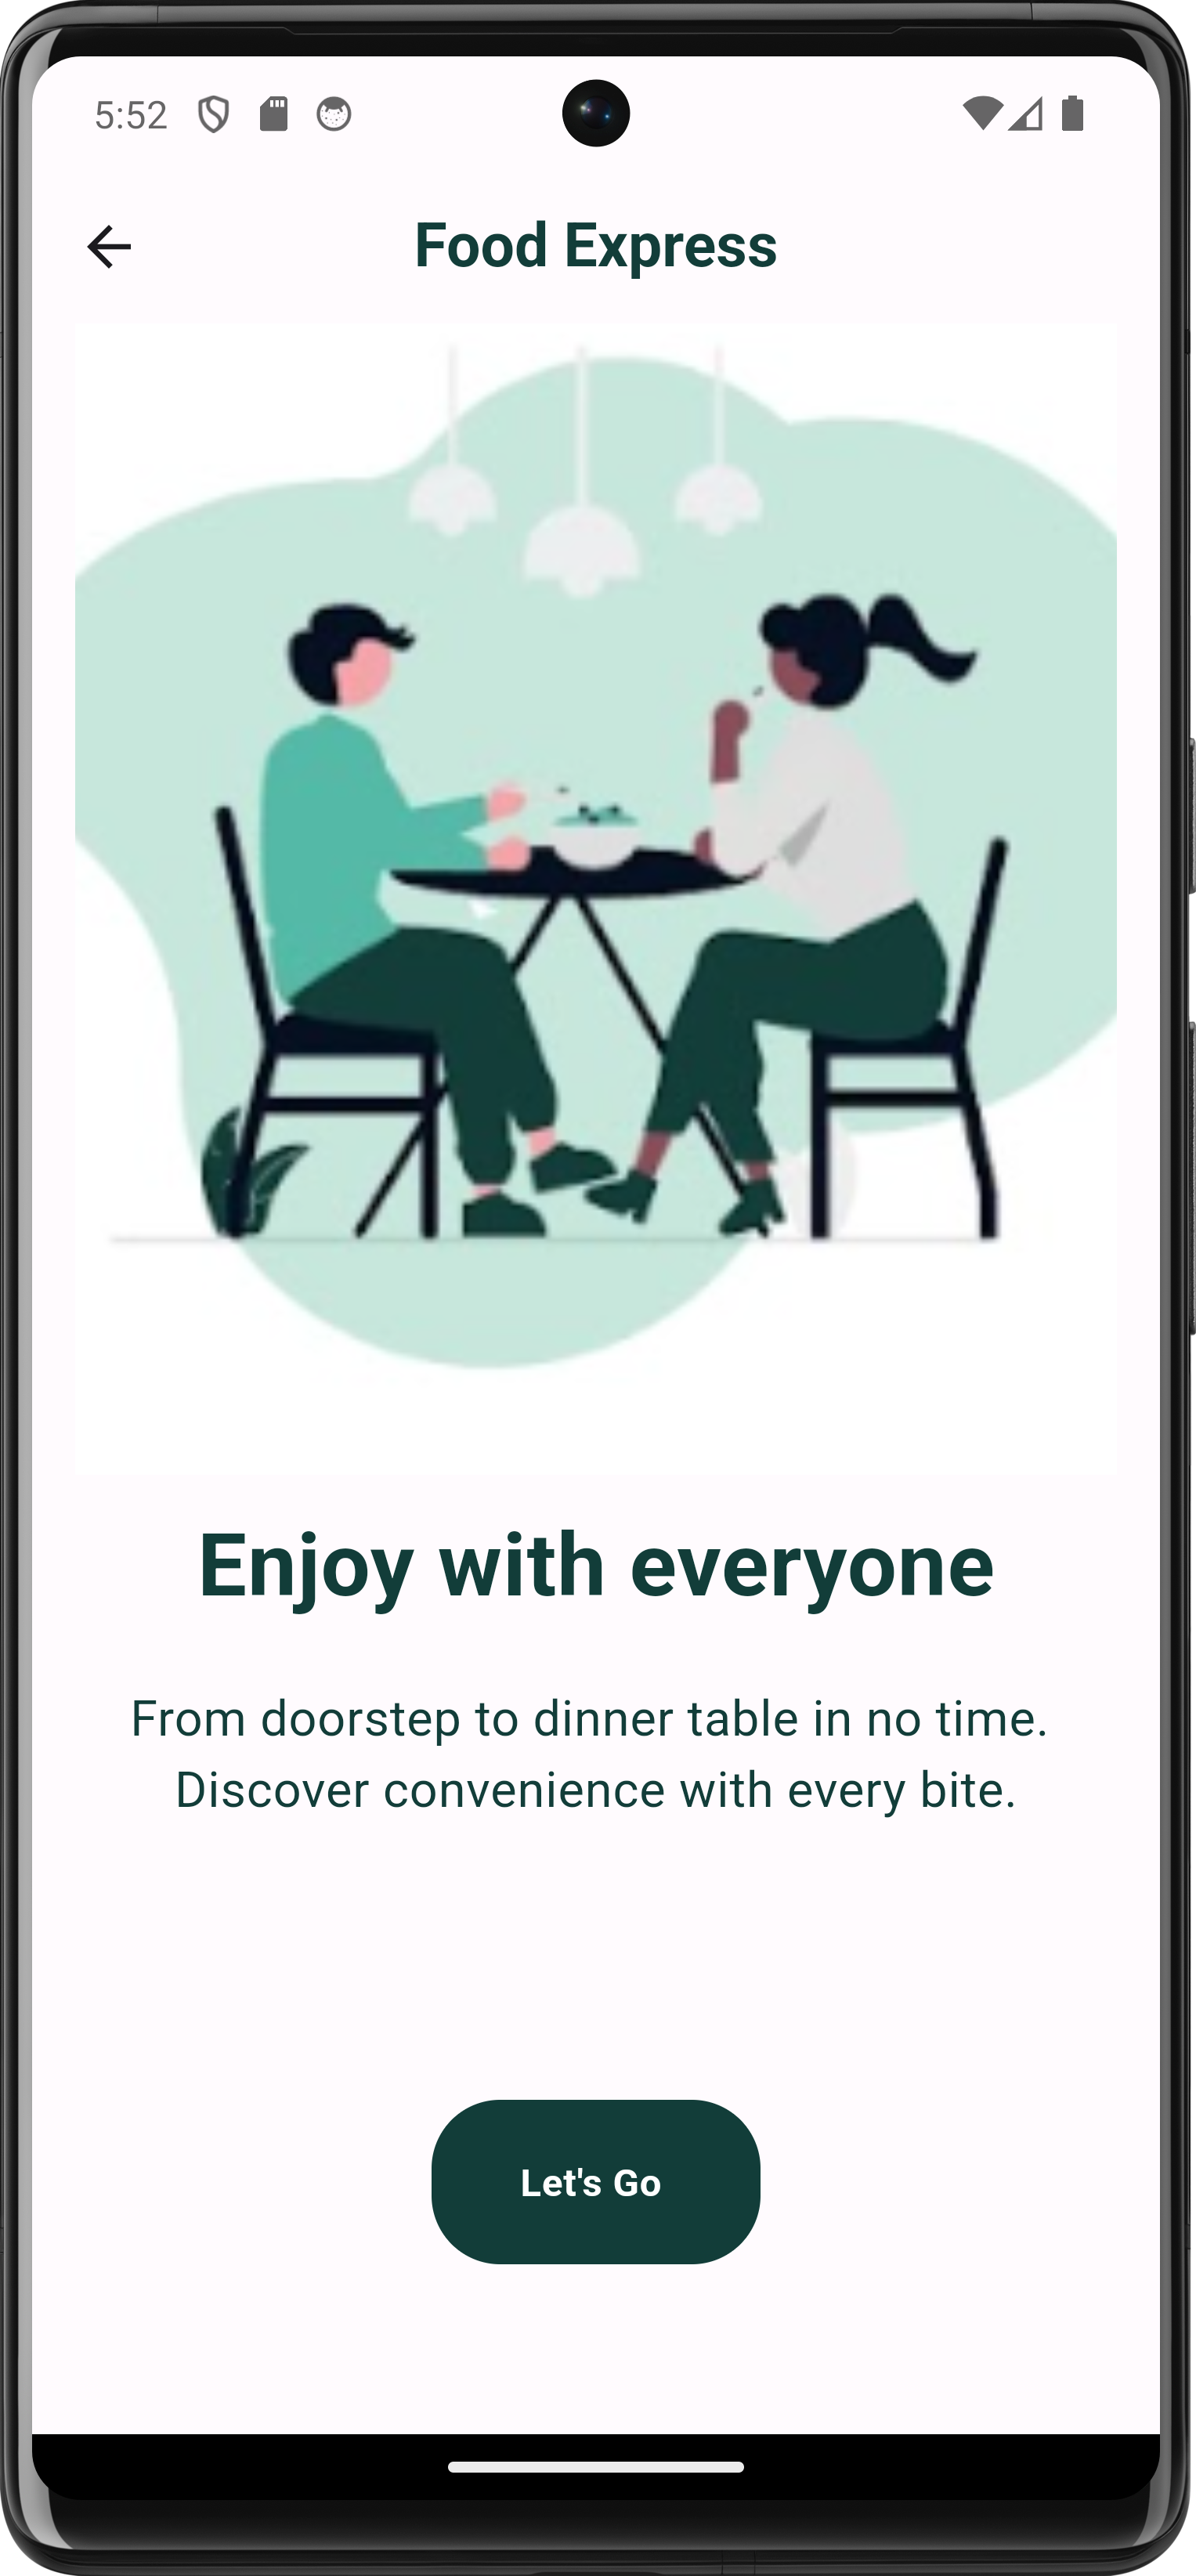 5:52
Food Express
Enjoy with everyone
From doorstep to dinner table in no time.
Discover convenience with every bite.
Let's Go